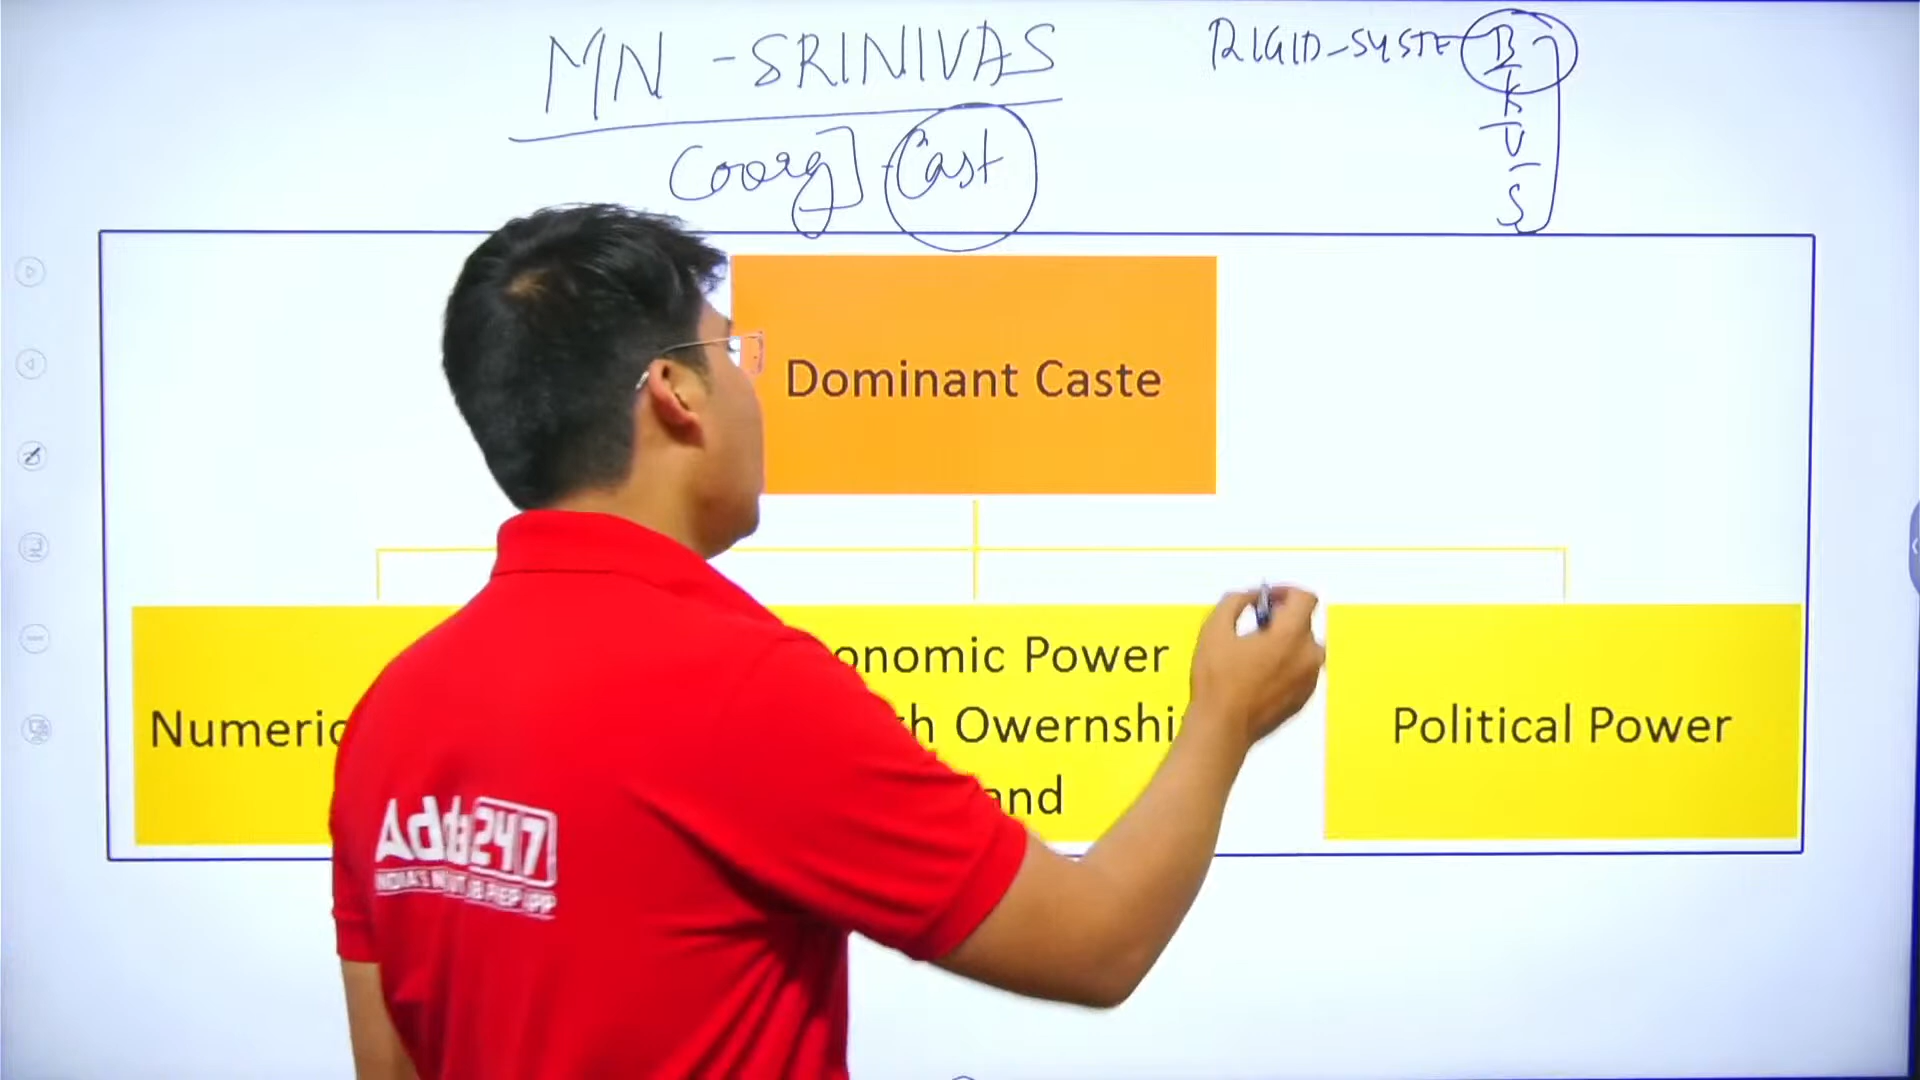 MN - SRINIVAS
RIGID-SYSTE B
K
V
S
Coorg] - Cast
Dominant Caste
Numeric
onomic Power
h Owernshi
and
Political Power
Adda247